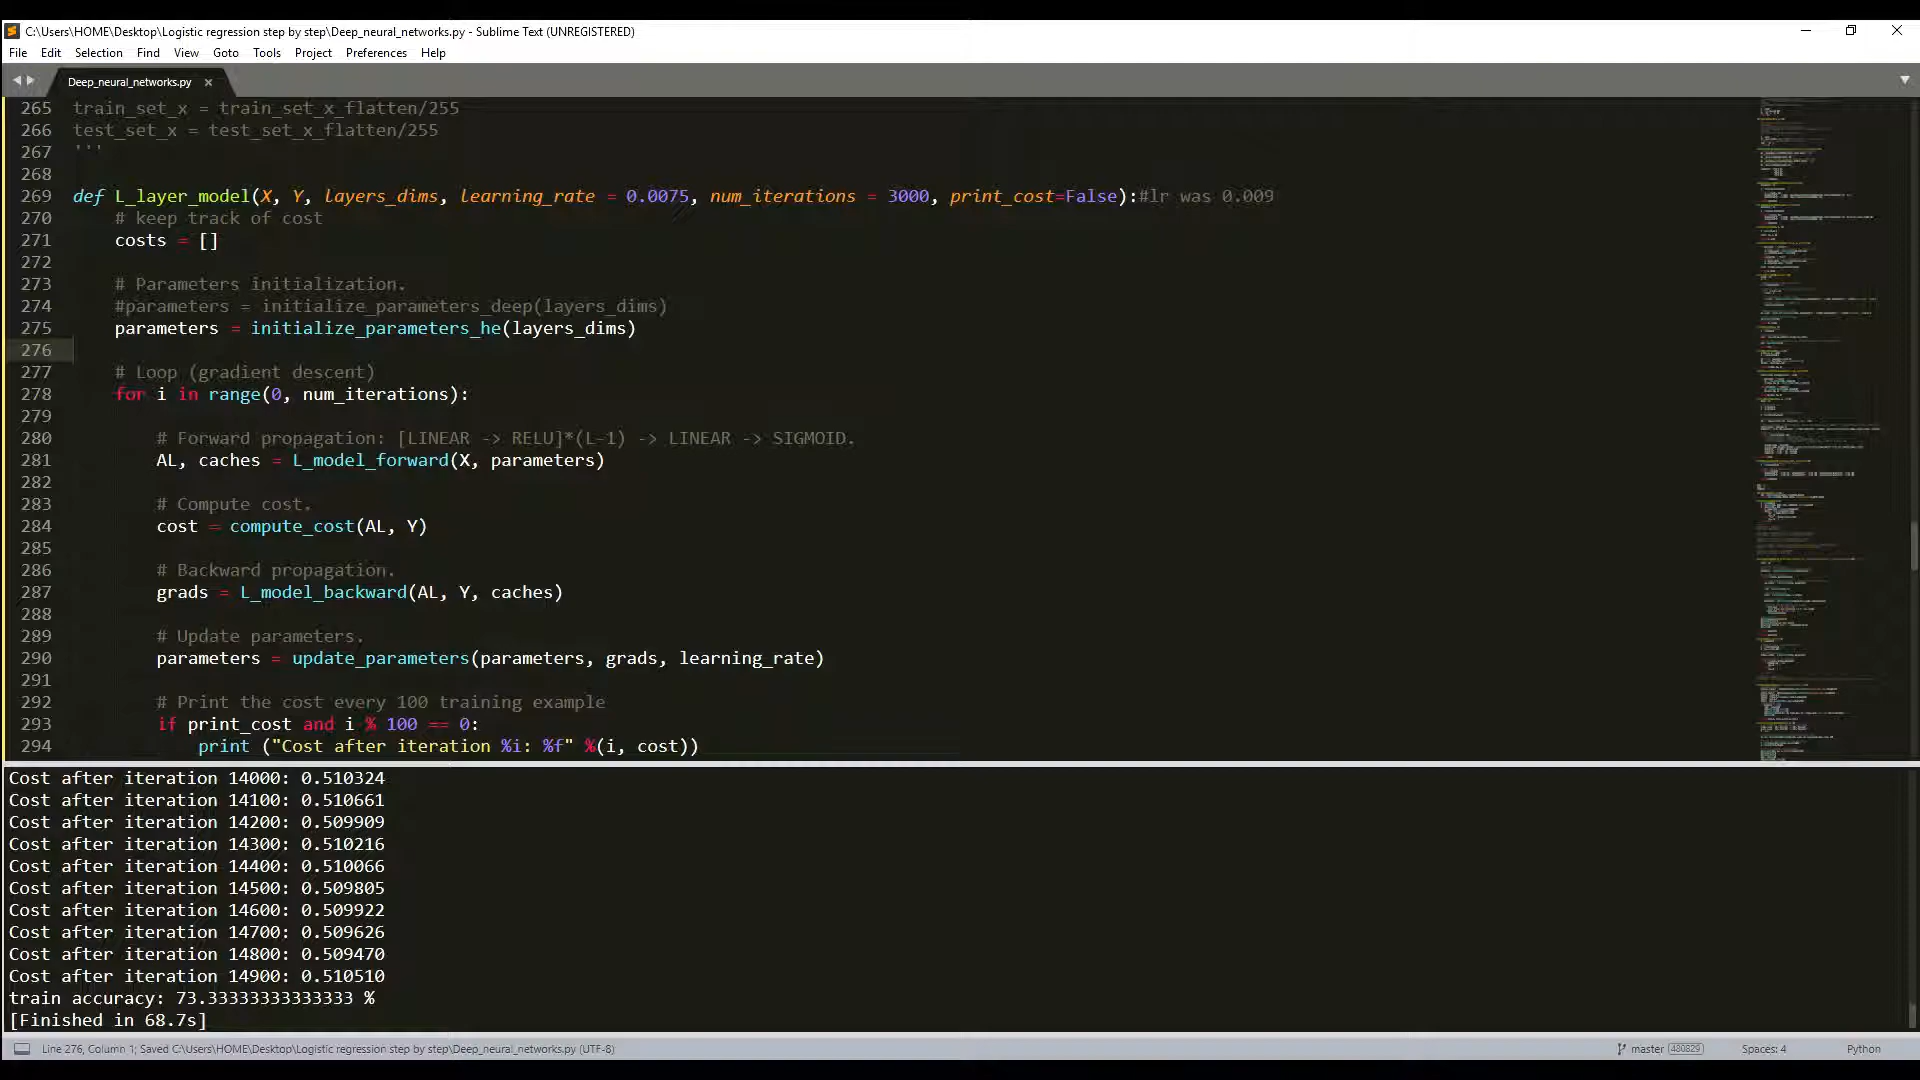 C:\Users\HOME\Desktop\Logistic regression step by step\Deep_neural_networks.py - Sublime Text (UNREGISTERED)
File Edit Selection Find View Goto Tools Project Preferences Help
Deep_neural_networks.py ×
265 train_set_x = train_set_x_flatten/255
266 test_set_x = test_set_x_flatten/255
267 '''
268
269 def L_layer_model(X, Y, layers_dims, learning_rate = 0.0075, num_iterations = 3000, print_cost=False):#lr was 0.009
270     # keep track of cost
271     costs = []
272
273     # Parameters initialization.
274     #parameters = initialize_parameters_deep(layers_dims)
275     parameters = initialize_parameters_he(layers_dims)
276
277     # Loop (gradient descent)
278     for i in range(0, num_iterations):
279
280         # Forward propagation: [LINEAR -> RELU]*(L-1) -> LINEAR -> SIGMOID.
281         AL, caches = L_model_forward(X, parameters)
282
283         # Compute cost.
284         cost = compute_cost(AL, Y)
285
286         # Backward propagation.
287         grads = L_model_backward(AL, Y, caches)
288
289         # Update parameters.
290         parameters = update_parameters(parameters, grads, learning_rate)
291
292         # Print the cost every 100 training example
293         if print_cost and i % 100 == 0:
294             print ("Cost after iteration %i: %f" %(i, cost))
Cost after iteration 14000: 0.510324
Cost after iteration 14100: 0.510661
Cost after iteration 14200: 0.509909
Cost after iteration 14300: 0.510216
Cost after iteration 14400: 0.510066
Cost after iteration 14500: 0.509805
Cost after iteration 14600: 0.509922
Cost after iteration 14700: 0.509626
Cost after iteration 14800: 0.509470
Cost after iteration 14900: 0.510510
train accuracy: 73.33333333333333 %
[Finished in 68.7s]
Line 276, Column 1; Saved C:\Users\HOME\Desktop\Logistic regression step by step\Deep_neural_networks.py (UTF-8) master 480829 Spaces: 4 Python